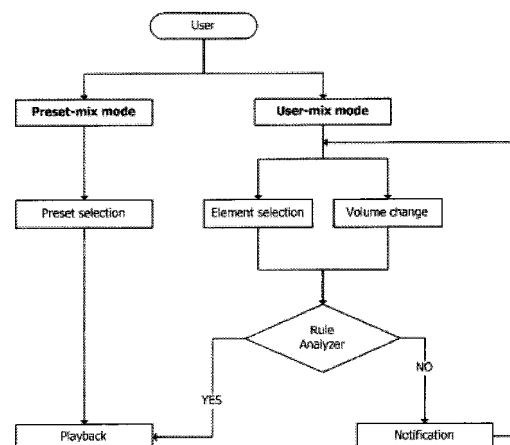 User
Preset-mix mode
User-mix mode
Preset selection
Element selection
Volume change
Rule
Analyzer
YES
NO
Playback
Notification